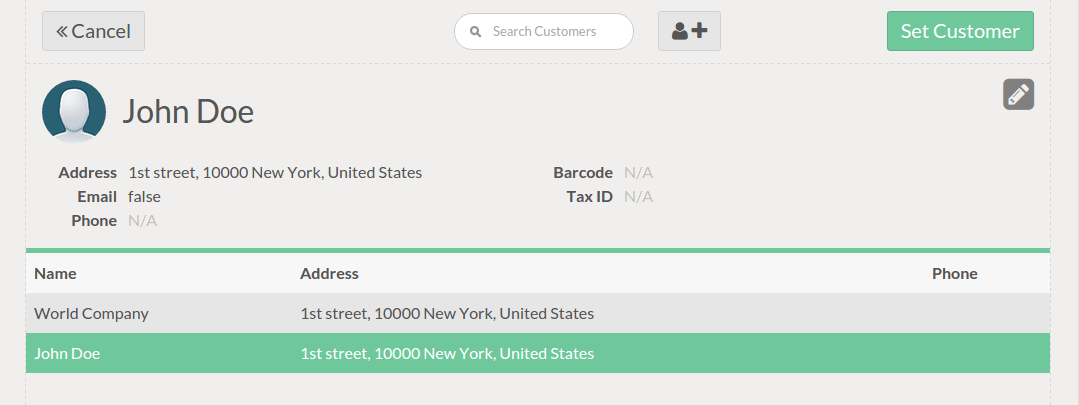 Cancel Search Customers Set Customer
John Doe
Address 1st street, 10000 New York, United States Barcode N/A
Email false Tax ID N/A
Phone N/A
Name Address Phone
World Company 1st street, 10000 New York, United States
John Doe 1st street, 10000 New York, United States